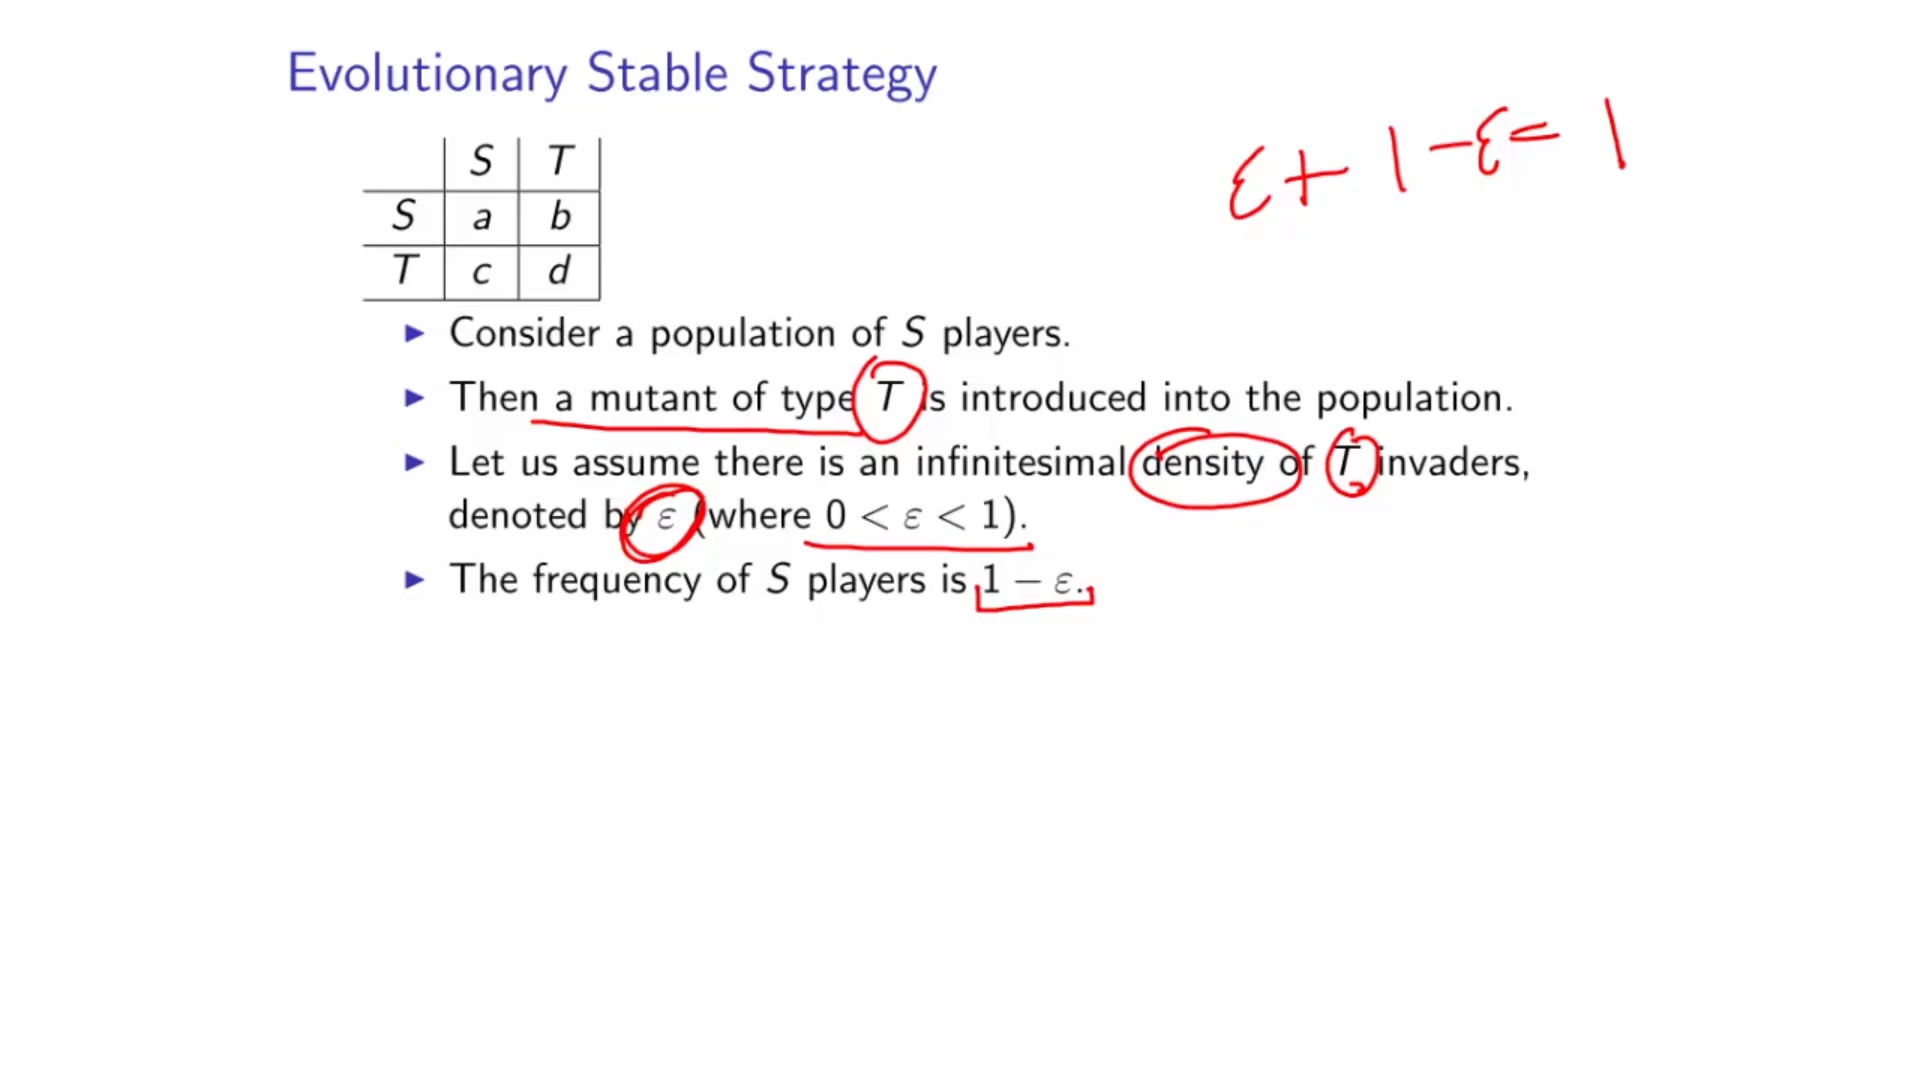 Evolutionary Stable Strategy
ε + 1 − ε = 1
S T
S a b
T c d
▶ Consider a population of S players.
▶ Then a mutant of type T is introduced into the population.
▶ Let us assume there is an infinitesimal density of T invaders,
denoted by ε (where 0 < ε < 1).
▶ The frequency of S players is 1 − ε.